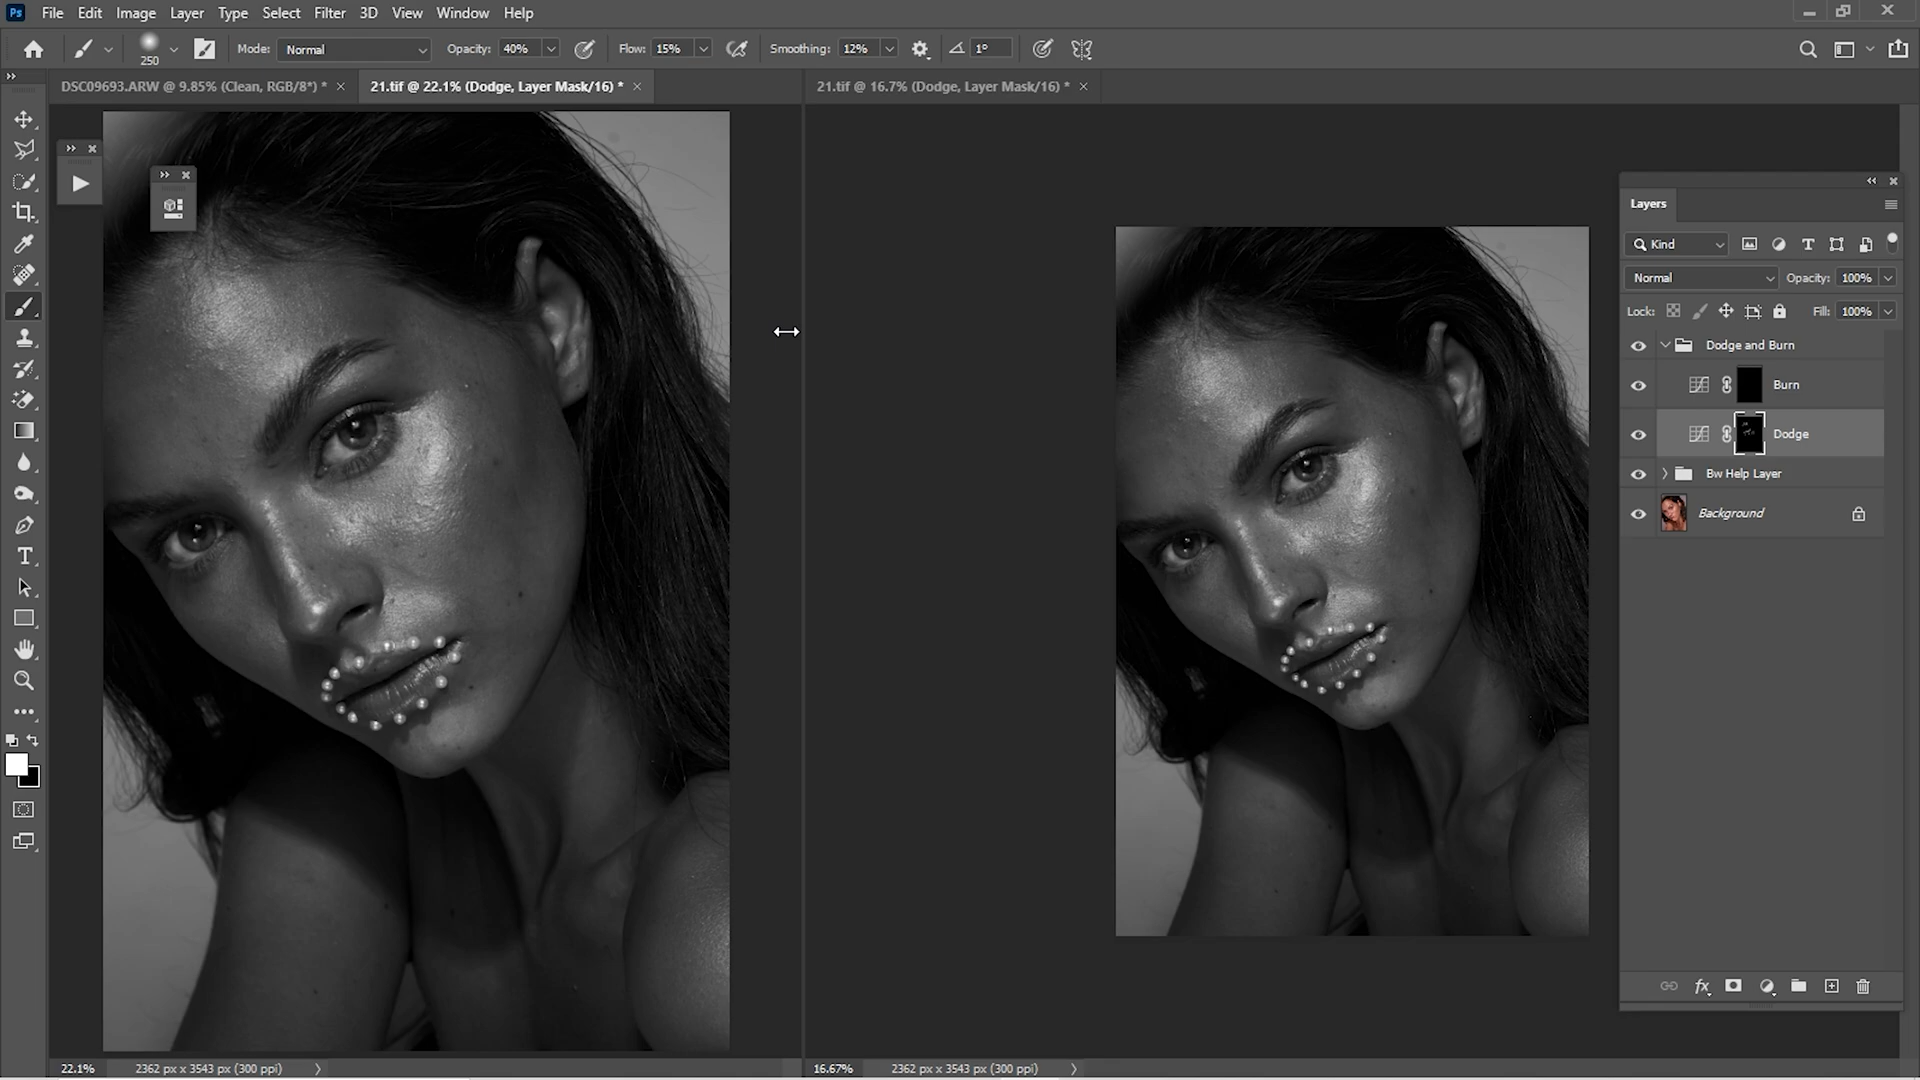 Ps File Edit Image Layer Type Select Filter 3D View Window Help
250 Mode: Normal Opacity: 40% Flow: 15% Smoothing: 12% 1°
DSC09693.ARW @ 9.85% (Clean, RGB/8*) * 21.tif @ 22.1% (Dodge, Layer Mask/16) * 21.tif @ 16.7% (Dodge, Layer Mask/16) *
Layers
Kind
Normal Opacity: 100%
Lock: Fill: 100%
Dodge and Burn
Burn
Dodge
Bw Help Layer
Background
fx
22.1% 2362 px x 3543 px (300 ppi) 16.67% 2362 px x 3543 px (300 ppi)